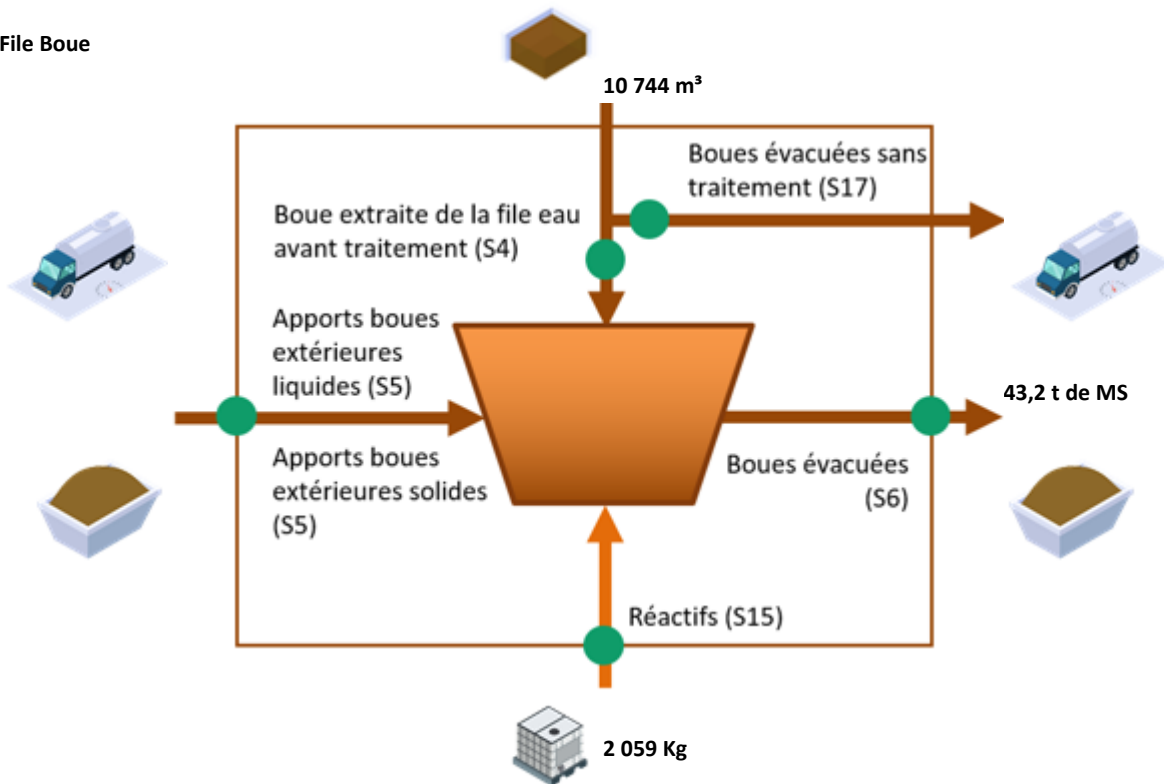 File Boue
10 744 m³
Boues évacuées sans
traitement (S17)
Boue extraite de la file eau
avant traitement (S4)
Apports boues
extérieures
liquides (S5)
43,2 t de MS
Apports boues
extérieures solides
(S5)
Boues évacuées
(S6)
Réactifs (S15)
2 059 Kg